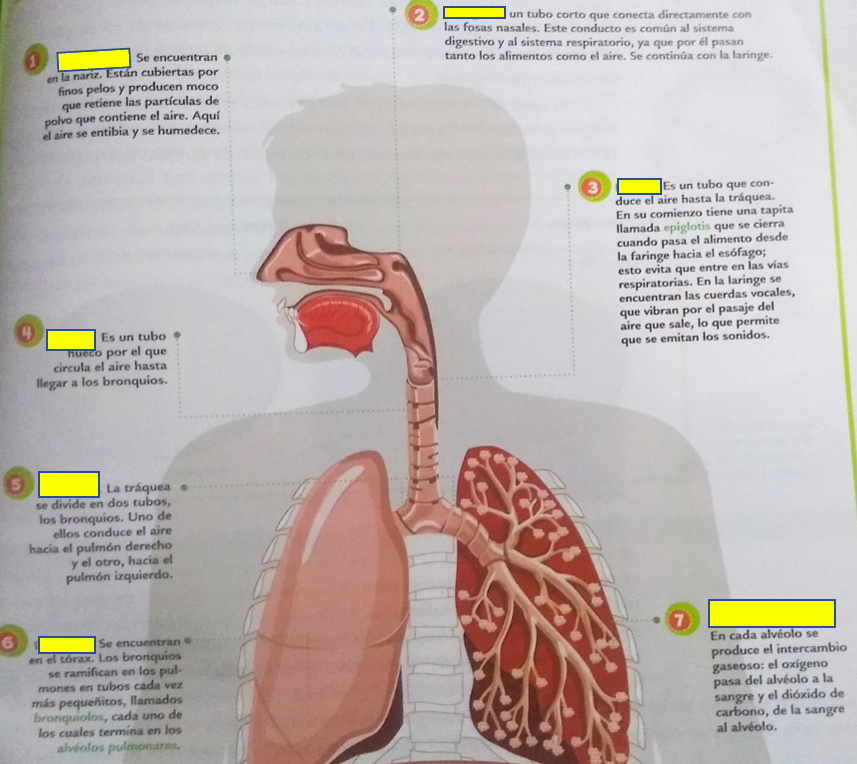 1
Se encuentran
en la nariz. Están cubiertas por
finos pelos y producen moco
que retiene las partículas de
polvo que contiene el aire. Aquí
el aire se entibia y se humedece.
2
un tubo corto que conecta directamente con
las fosas nasales. Este conducto es común al sistema
digestivo y al sistema respiratorio, ya que por él pasan
tanto los alimentos como el aire. Se continúa con la laringe.
3
Es un tubo que con-
duce el aire hasta la tráquea.
En su comienzo tiene una tapita
llamada epiglotis que se cierra
cuando pasa el alimento desde
la faringe hacia el esófago;
esto evita que entre en las vías
respiratorias. En la laringe se
encuentran las cuerdas vocales,
que vibran por el pasaje del
aire que sale, lo que permite
que se emitan los sonidos.
4
Es un tubo
hueco por el que
circula el aire hasta
llegar a los bronquios.
5
La tráquea
se divide en dos tubos,
los bronquios. Uno de
ellos conduce el aire
hacia el pulmón derecho
y el otro, hacia el
pulmón izquierdo.
6
Se encuentran
en el tórax. Los bronquios
se ramifican en los pul-
mones en tubos cada vez
más pequeñitos, llamados
bronquiolos, cada uno de
los cuales termina en los
alvéolos pulmonares.
7
En cada alvéolo se
produce el intercambio
gaseoso: el oxígeno
pasa del alvéolo a la
sangre y el dióxido de
carbono, de la sangre
al alvéolo.